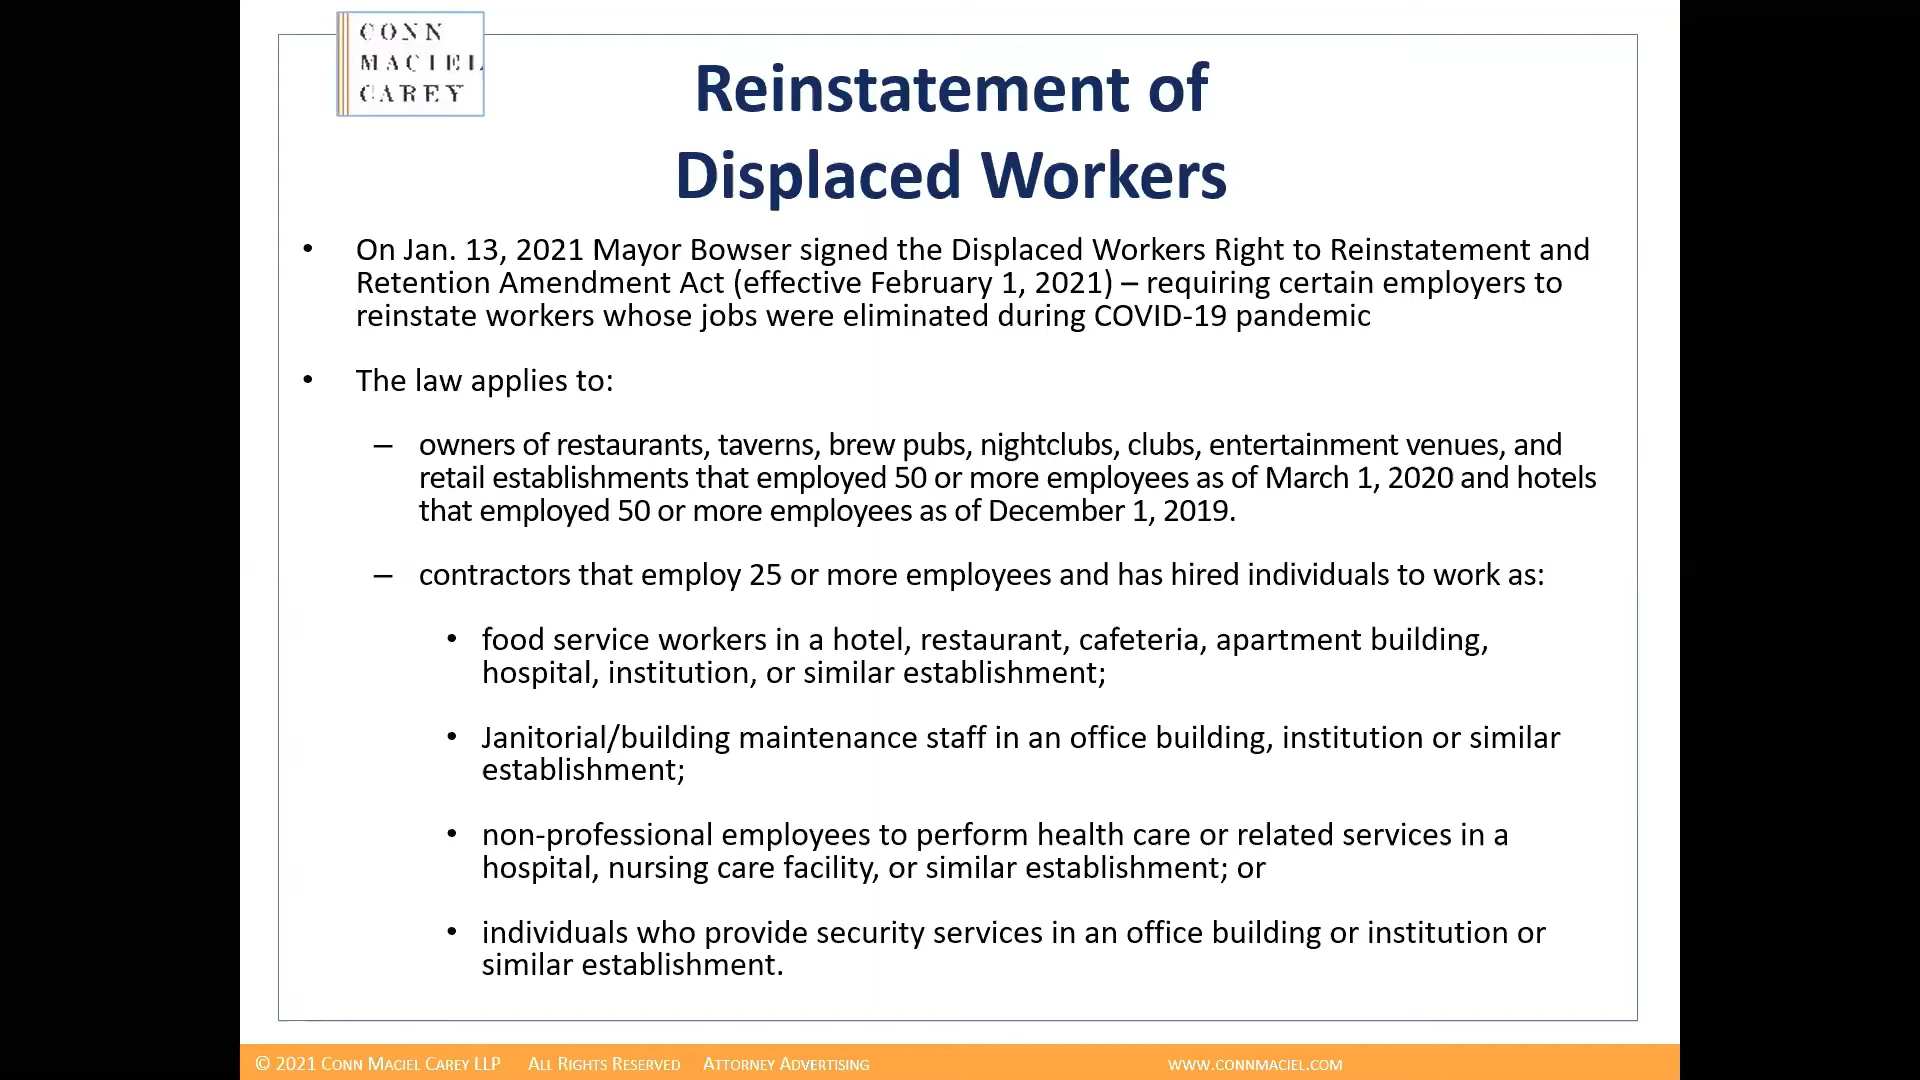 CONN
MACIEL
CAREY
Reinstatement of
Displaced Workers
• On Jan. 13, 2021 Mayor Bowser signed the Displaced Workers Right to Reinstatement and
Retention Amendment Act (effective February 1, 2021) – requiring certain employers to
reinstate workers whose jobs were eliminated during COVID-19 pandemic
• The law applies to:
– owners of restaurants, taverns, brew pubs, nightclubs, clubs, entertainment venues, and
retail establishments that employed 50 or more employees as of March 1, 2020 and hotels
that employed 50 or more employees as of December 1, 2019.
– contractors that employ 25 or more employees and has hired individuals to work as:
• food service workers in a hotel, restaurant, cafeteria, apartment building,
hospital, institution, or similar establishment;
• Janitorial/building maintenance staff in an office building, institution or similar
establishment;
• non-professional employees to perform health care or related services in a
hospital, nursing care facility, or similar establishment; or
• individuals who provide security services in an office building or institution or
similar establishment.
© 2021 CONN MACIEL CAREY LLP ALL RIGHTS RESERVED ATTORNEY ADVERTISING WWW.CONNMACIEL.COM